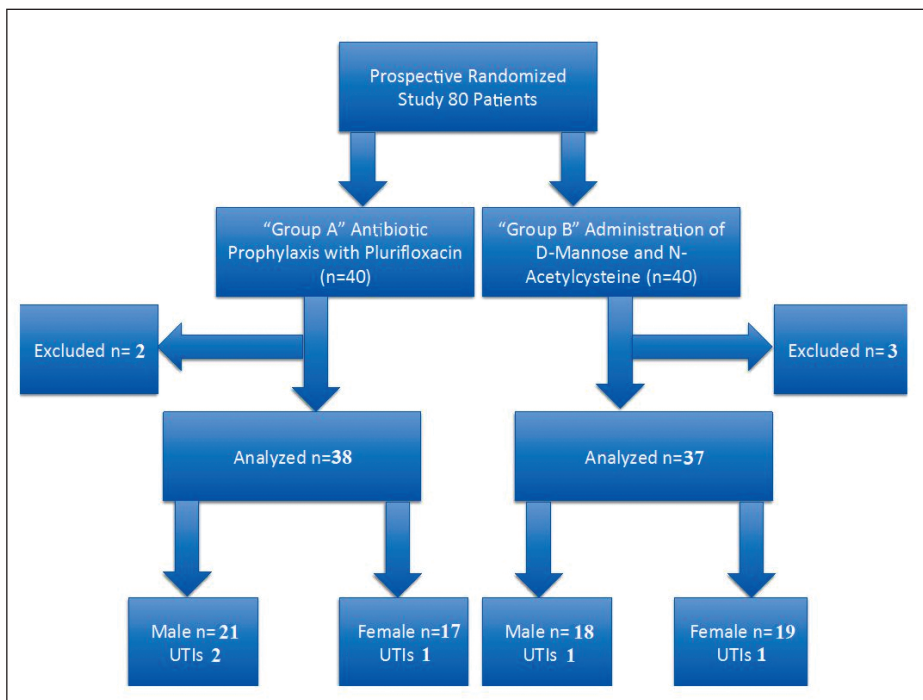 Prospective Randomized
Study 80 Patients
“Group A” Antibiotic
Prophylaxis with Plurifloxacin
(n=40)
“Group B” Administration of
D-Mannose and N-
Acetylcysteine (n=40)
Excluded n= 2
Excluded n= 3
Analyzed n=38
Analyzed n=37
Male n= 21
UTIs 2
Female n=17
UTIs 1
Male n= 18
UTIs 1
Female n= 19
UTIs 1